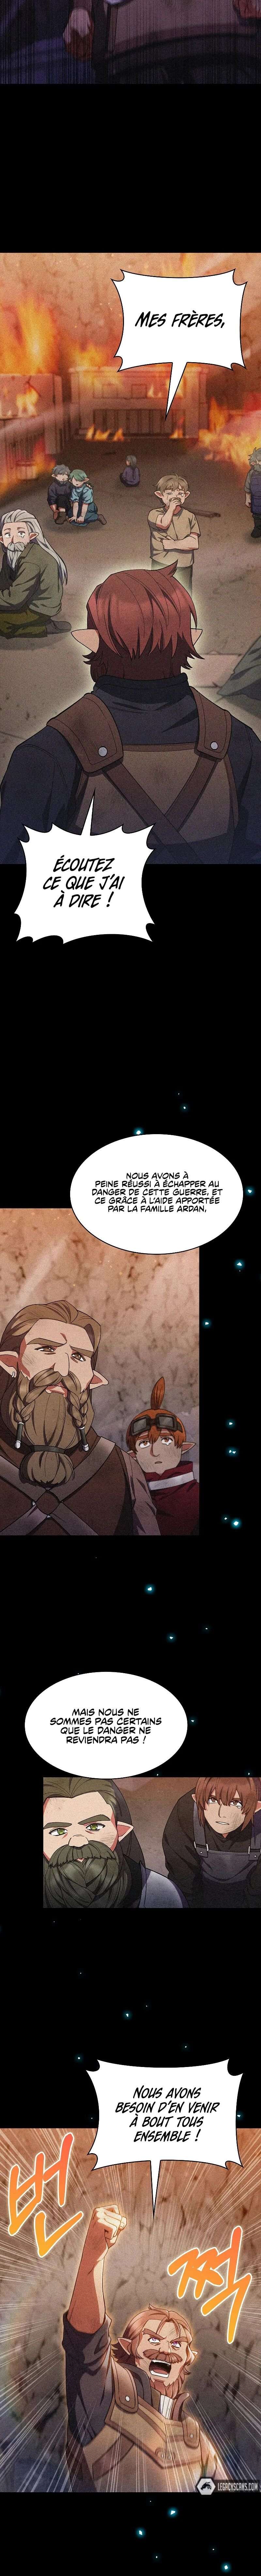 MES FRÈRES,
ÉCOUTEZ
CE QUE J'AI
À DIRE !
NOUS AVONS À
PEINE RÉUSSI À ÉCHAPPER AU
DANGER DE CETTE GUERRE, ET
CE GRÂCE À L'AIDE APPORTÉE
PAR LA FAMILLE ARDAN,
MAIS NOUS NE
SOMMES PAS CERTAINS
QUE LE DANGER NE
REVIENDRA PAS !
NOUS AVONS
BESOIN D'EN VENIR
À BOUT TOUS
ENSEMBLE !
번
쩍
LEGACYSCANS.COM